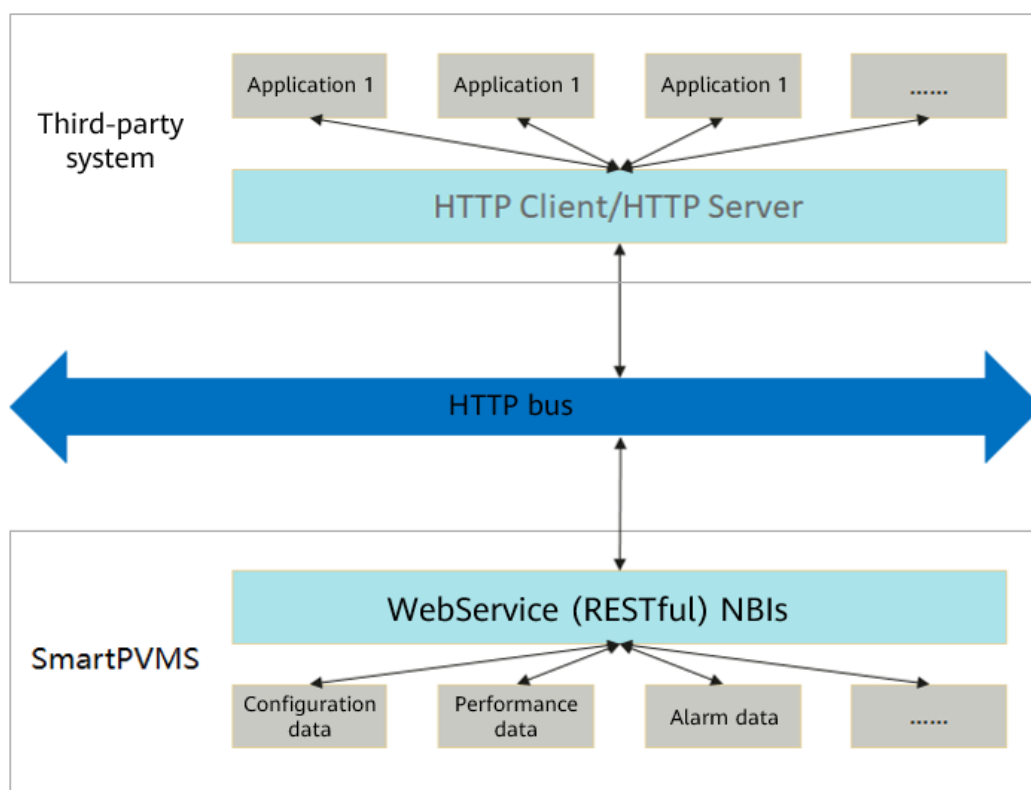 Application 1
Application 1
Application 1
......
Third-party
system
HTTP Client/HTTP Server
HTTP bus
WebService (RESTful) NBIs
SmartPVMS
Configuration
data
Performance
data
Alarm data
......